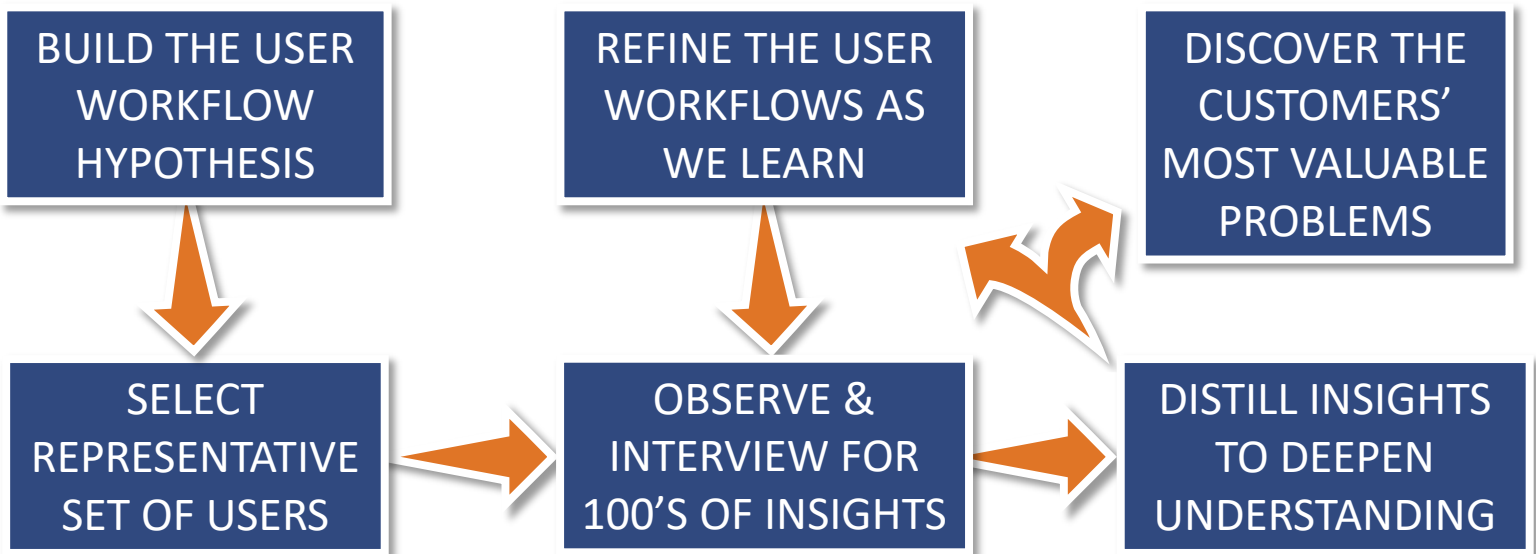 BUILD THE USER
WORKFLOW
HYPOTHESIS
REFINE THE USER
WORKFLOWS AS
WE LEARN
DISCOVER THE
CUSTOMERS’
MOST VALUABLE
PROBLEMS
SELECT
REPRESENTATIVE
SET OF USERS
OBSERVE &
INTERVIEW FOR
100’S OF INSIGHTS
DISTILL INSIGHTS
TO DEEPEN
UNDERSTANDING